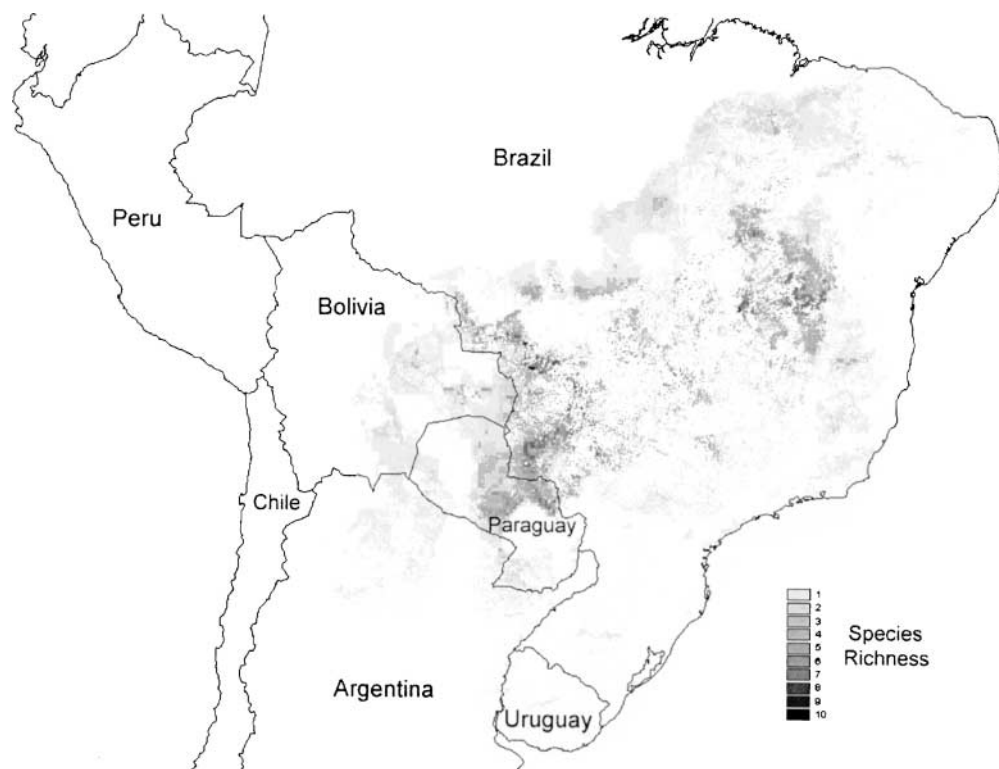 Brazil
Peru
Bolivia
Chile
Paraguay
Argentina
Uruguay
1
2
3
4
5
6
7
8
9
10
Species
Richness